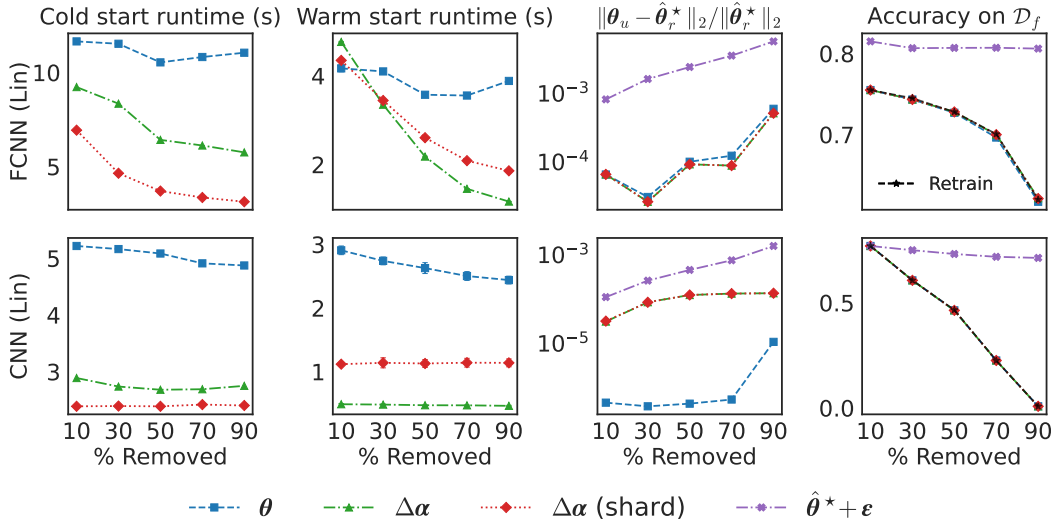 Cold start runtime (s)
Warm start runtime (s)
‖θ_u − θ̂_r^⋆‖_2/‖θ̂_r^⋆‖_2
Accuracy on 𝒟_f
FCNN (Lin)
10
5
4
2
10^{-3}
10^{-4}
0.8
0.7
Retrain
CNN (Lin)
5
3
3
2
1
10^{-3}
10^{-5}
0.5
0.0
10 30 50 70 90
10 30 50 70 90
10 30 50 70 90
10 30 50 70 90
% Removed
% Removed
% Removed
% Removed
θ
Δα
Δα (shard)
θ̂^⋆+ε